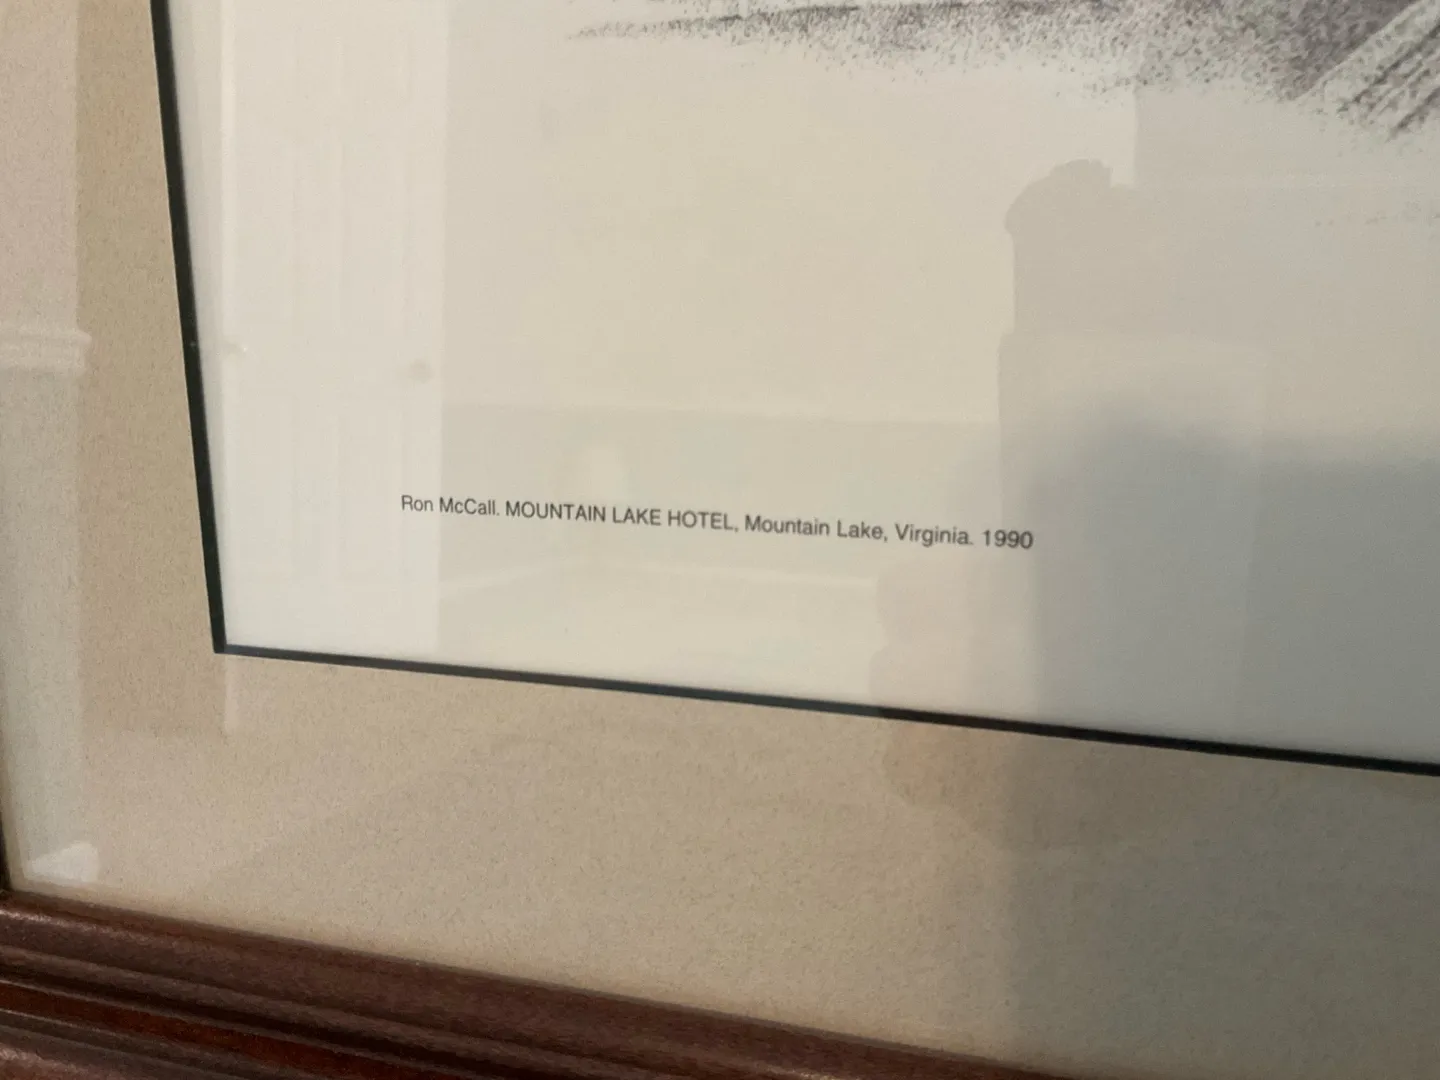 Ron McCall. MOUNTAIN LAKE HOTEL, Mountain Lake, Virginia. 1990